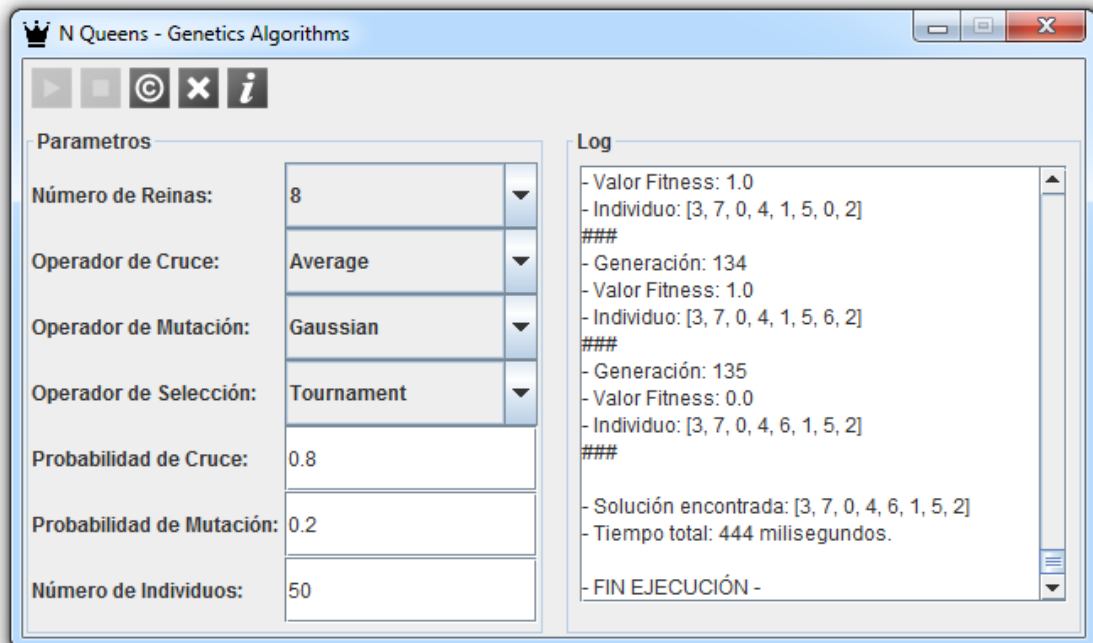 N Queens - Genetics Algorithms
Parametros
Número de Reinas:
8
Operador de Cruce:
Average
Operador de Mutación:
Gaussian
Operador de Selección:
Tournament
Probabilidad de Cruce:
0.8
Probabilidad de Mutación:
0.2
Número de Individuos:
50
Log
- Valor Fitness: 1.0
- Individuo: [3, 7, 0, 4, 1, 5, 0, 2]
###
- Generación: 134
- Valor Fitness: 1.0
- Individuo: [3, 7, 0, 4, 1, 5, 6, 2]
###
- Generación: 135
- Valor Fitness: 0.0
- Individuo: [3, 7, 0, 4, 6, 1, 5, 2]
###
- Solución encontrada: [3, 7, 0, 4, 6, 1, 5, 2]
- Tiempo total: 444 milisegundos.
- FIN EJECUCIÓN -